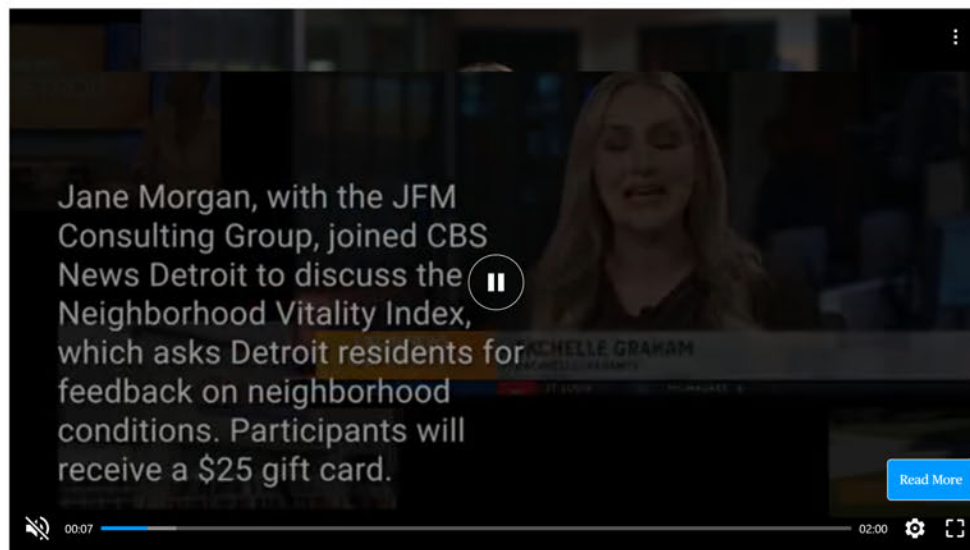 Jane Morgan, with the JFM
Consulting Group, joined CBS
News Detroit to discuss the
Neighborhood Vitality Index,
which asks Detroit residents for
feedback on neighborhood
conditions. Participants will
receive a $25 gift card.
GRAHAM
Read More
00:07
02:00